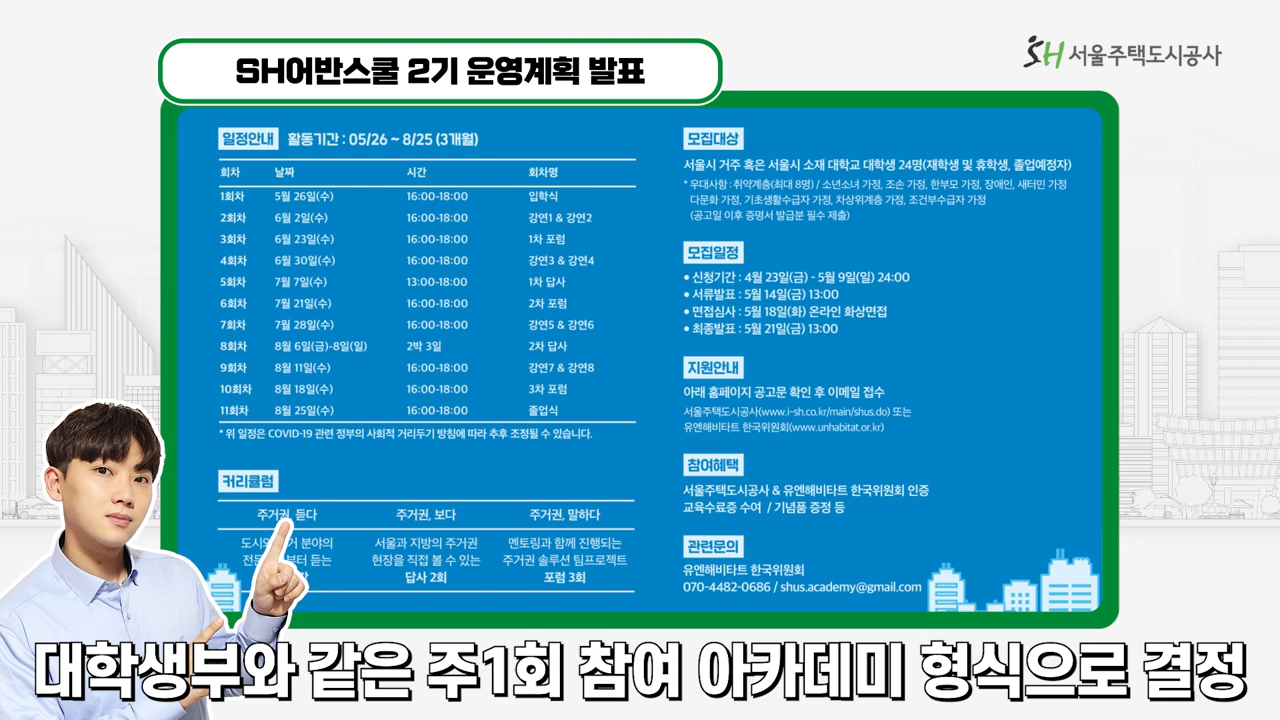 SH어반스쿨 2기 운영계획 발표
SH 서울주택도시공사
일정안내 활동기간 : 05/26 ~ 8/25 (3개월)
회차 날짜 시간 회차명
1회차 5월 26일(수) 16:00-18:00 입학식
2회차 6월 2일(수) 16:00-18:00 강연1 & 강연2
3회차 6월 23일(수) 16:00-18:00 1차 포럼
4회차 6월 30일(수) 16:00-18:00 강연3 & 강연4
5회차 7월 7일(수) 13:00-18:00 1차 답사
6회차 7월 21일(수) 16:00-18:00 2차 포럼
7회차 7월 28일(수) 16:00-18:00 강연5 & 강연6
8회차 8월 6일(금)-8일(일) 2박 3일 2차 답사
9회차 8월 11일(수) 16:00-18:00 강연7 & 강연8
10회차 8월 18일(수) 16:00-18:00 3차 포럼
11회차 8월 25일(수) 16:00-18:00 졸업식
* 위 일정은 COVID-19 관련 정부의 사회적 거리두기 방침에 따라 추후 조정될 수 있습니다.
커리큘럼
주거권, 듣다 주거권, 보다 주거권, 말하다
분야의 서울과 지방의 주거권 멘토링과 함께 진행되는
듣는 현장을 직접 볼 수 있는 주거권 솔루션 팀프로젝트
답사 2회 포럼 3회
모집대상
서울시 거주 혹은 서울시 소재 대학교 대학생 24명(재학생 및 휴학생, 졸업예정자)
* 우대사항 : 취약계층(최대 8명) / 소년소녀 가정, 조손 가정, 한부모 가정, 장애인, 새터민 가정
다문화 가정, 기초생활수급자 가정, 차상위계층 가정, 조건부수급자 가정
(공고일 이후 증명서 발급분 필수 제출)
모집일정
● 신청기간 : 4월 23일(금) - 5월 9일(일) 24:00
● 서류발표 : 5월 14일(금) 13:00
● 면접심사 : 5월 18일(화) 온라인 화상면접
● 최종발표 : 5월 21일(금) 13:00
지원안내
아래 홈페이지 공고문 확인 후 이메일 접수
서울주택도시공사(www.i-sh.co.kr/main/shus.do) 또는
유엔해비타트 한국위원회(www.unhabitat.or.kr)
참여혜택
서울주택도시공사 & 유엔해비타트 한국위원회 인증
교육수료증 수여 / 기념품 증정 등
관련문의
유엔해비타트 한국위원회
070-4482-0686 / shus.academy@gmail.com
대학생부와 같은 주1회 참여 아카데미 형식으로 결정